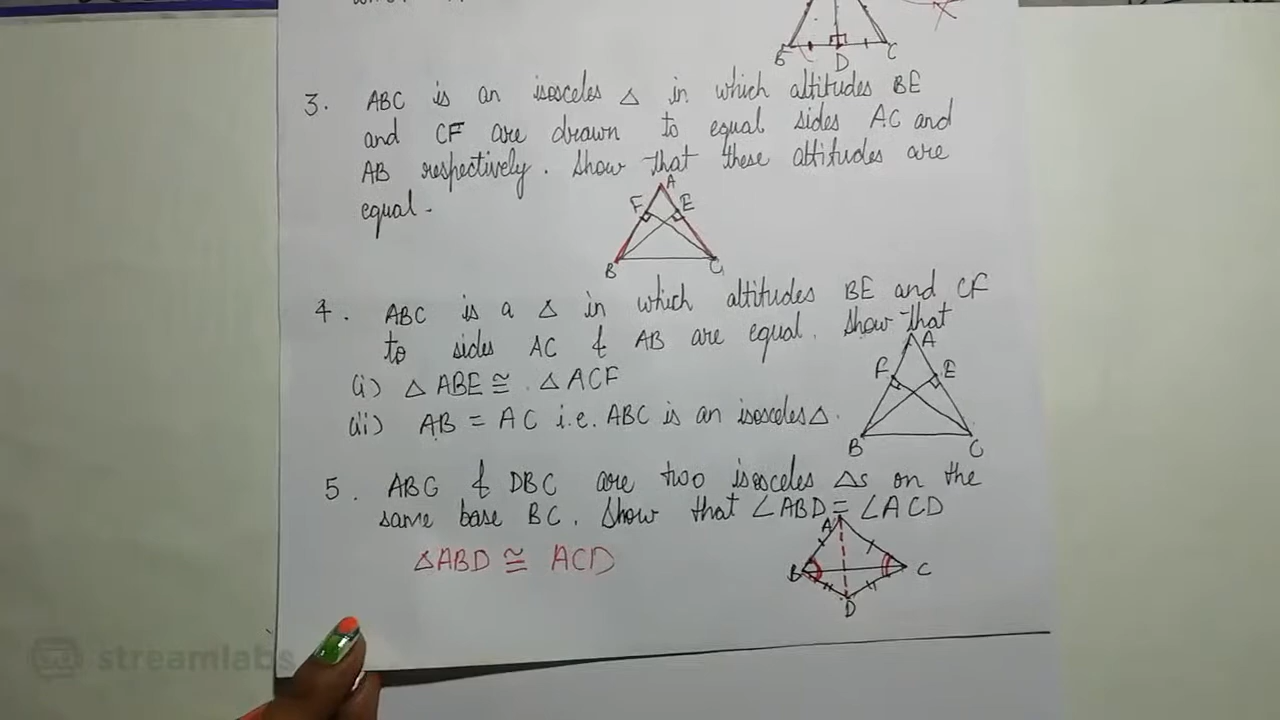 B
D
C
3. ABC is an isosceles △ in which altitudes BE
and CF are drawn to equal sides AC and
AB respectively. Show that these altitudes are
equal.
A
F E
B C
4. ABC is a △ in which altitudes BE and CF
to sides AC & AB are equal. Show that
(i) △ ABE ≅ △ ACF
(ii) AB = AC i.e. ABC is an isosceles △.
A
F E
B C
5. ABC & DBC are two isosceles △s on the
same base BC. Show that ∠ABD = ∠ACD
△ABD ≅ ACD
A
B C
D
streamlabs